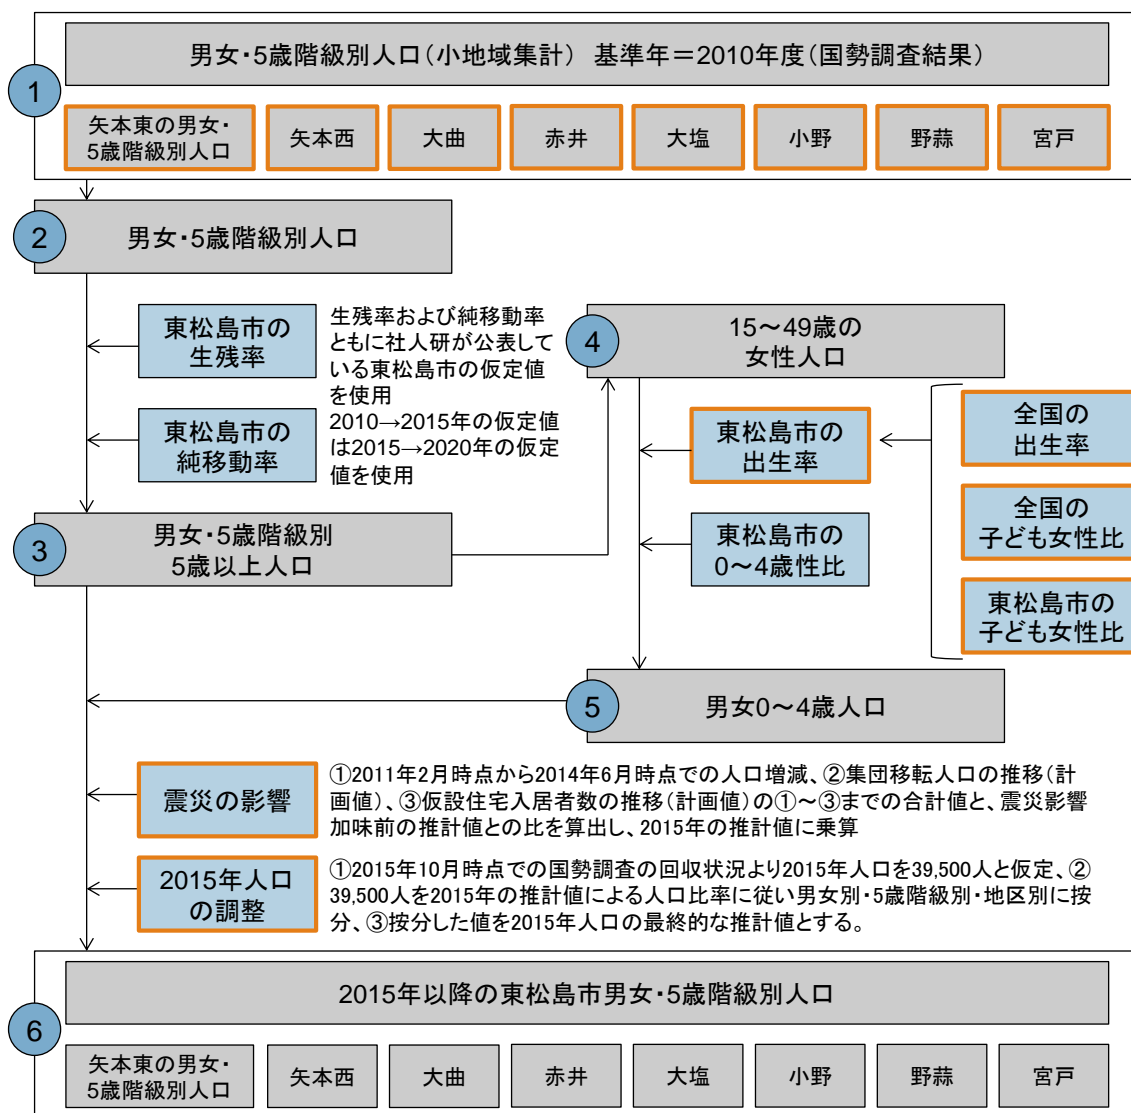 男女・5歳階級別人口（小地域集計） 基準年＝2010年度（国勢調査結果）
1
矢本東の男女・
5歳階級別人口
矢本西
大曲
赤井
大塩
小野
野蒜
宮戸
2
男女・5歳階級別人口
東松島市の
生残率
生残率および純移動率
ともに社人研が公表して
いる東松島市の仮定値
を使用
2010→2015年の仮定値
は2015→2020年の仮定
値を使用
東松島市の
純移動率
3
男女・5歳階級別
5歳以上人口
4
15～49歳の
女性人口
東松島市の
出生率
全国の
出生率
東松島市の
0～4歳性比
全国の
子ども女性比
東松島市の
子ども女性比
5
男女0～4歳人口
震災の影響
①2011年2月時点から2014年6月時点での人口増減、②集団移転人口の推移（計
画値）、③仮設住宅入居者数の推移（計画値）の①～③までの合計値と、震災影響
加味前の推計値との比を算出し、2015年の推計値に乗算
2015年人口
の調整
①2015年10月時点での国勢調査の回収状況より2015年人口を39,500人と仮定、②
39,500人を2015年の推計値による人口比率に従い男女別・5歳階級別・地区別に按
分、③按分した値を2015年人口の最終的な推計値とする。
2015年以降の東松島市男女・5歳階級別人口
6
矢本東の男女・
5歳階級別人口
矢本西
大曲
赤井
大塩
小野
野蒜
宮戸